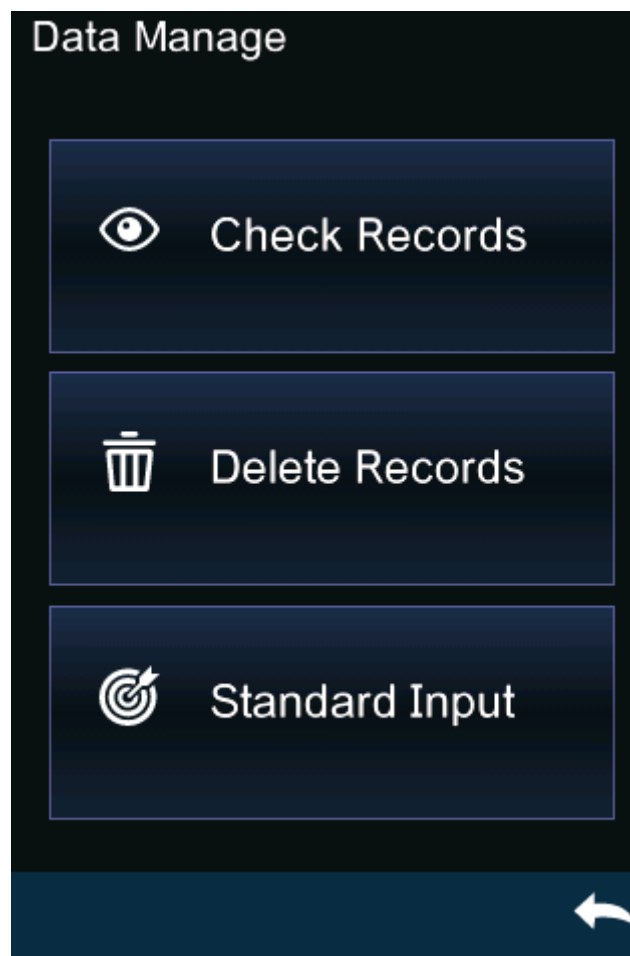 Data Manage
Check Records
Delete Records
Standard Input